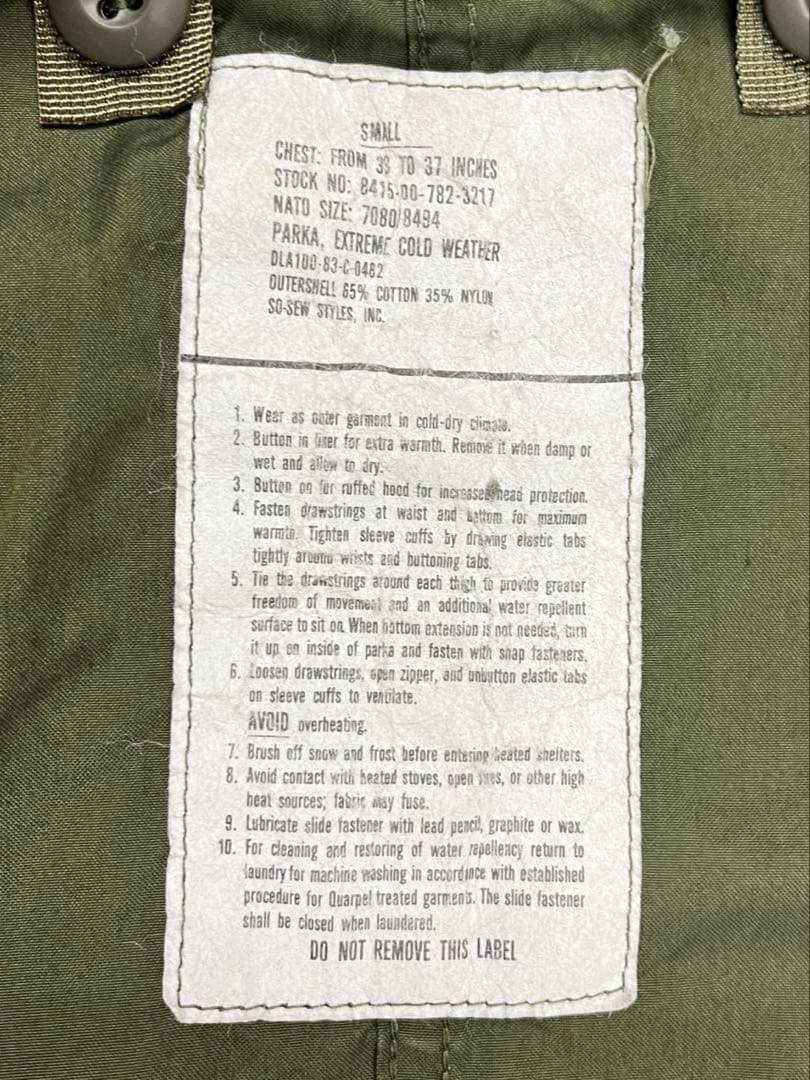 SMALL
CHEST: FROM 33 TO 37 INCHES
STOCK NO: 8415-00-782-3217
NATO SIZE: 7080/8494
PARKA, EXTREME COLD WEATHER
DLA100-83-C-0482
OUTERSHELL 65% COTTON 35% NYLON
SO-SEW STYLES, INC.
1. Wear as outer garment in cold-dry climate.
2. Button in liner for extra warmth. Remove it when damp or
wet and allow to dry.
3. Button on fur ruffed hood for increased head protection.
4. Fasten drawstrings at waist and bottom for maximum
warmth. Tighten sleeve cuffs by drawing elastic tabs
tightly around wrists and buttoning tabs.
5. Tie the drawstrings around each thigh to provide greater
freedom of movement and an additional water repellent
surface to sit on. When bottom extension is not needed, turn
it up on inside of parka and fasten with snap fasteners.
6. Loosen drawstrings, open zipper, and unbutton elastic tabs
on sleeve cuffs to ventilate.
AVOID overheating.
7. Brush off snow and frost before entering heated shelters.
8. Avoid contact with heated stoves, open fires, or other high
heat sources; fabric may fuse.
9. Lubricate slide fastener with lead pencil, graphite or wax.
10. For cleaning and restoring of water repellency return to
laundry for machine washing in accordance with established
procedure for Quarpel treated garments. The slide fastener
shall be closed when laundered.
DO NOT REMOVE THIS LABEL